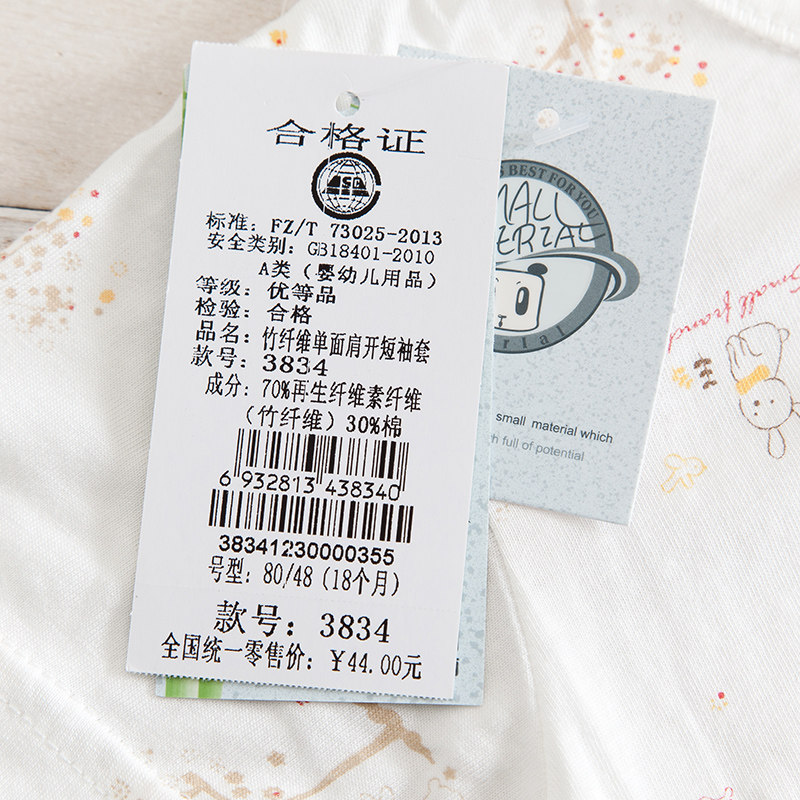 合格证
标准: FZ/T 73025-2013
安全类别: GB18401-2010
A类（婴幼儿用品）
等级: 优等品
检验: 合格
品名: 竹纤维单面肩开短袖套
款号: 3834
成分: 70%再生纤维素纤维
（竹纤维）30%棉
6 932813 438340
38341230000355
号型: 80/48（18个月）
款号: 3834
全国统一零售价: ¥44.00元
BEST FOR YOU
small material which
full of potential
Small friend